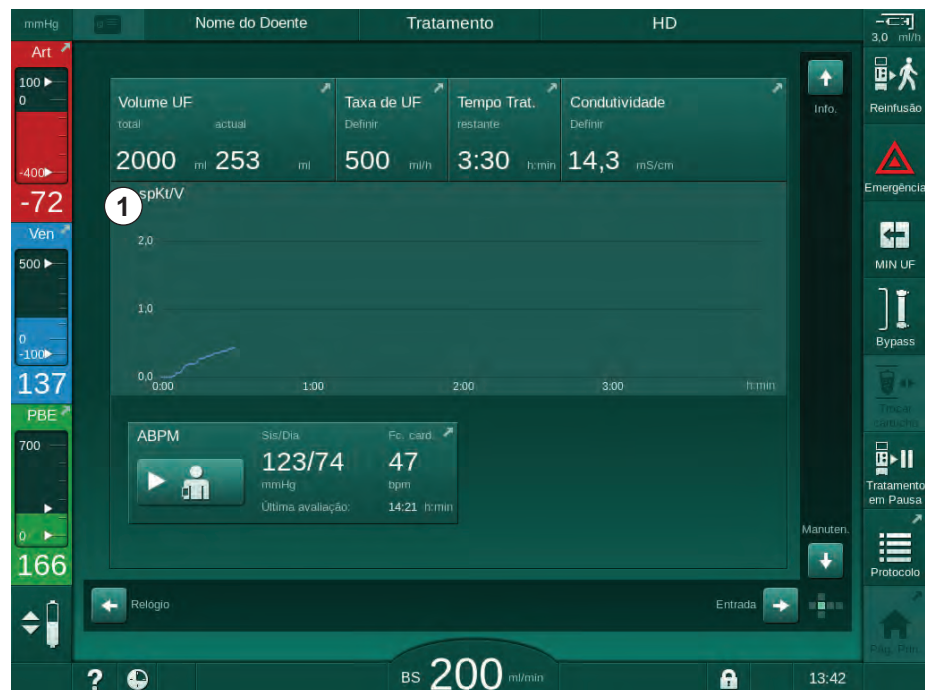 mmHg
Nome do Doente
Tratamento
HD
3,0 ml/h
Art
100
0
-400
-72
Ven
500
0
-100
137
PBE
700
0
166
Volume UF
total
actual
2000 ml 253 ml
Taxa de UF
Definir
500 ml/h
Tempo Trat.
restante
3:30 h:min
Condutividade
Definir
14,3 mS/cm
1
spKt/V
2,0
1,0
0,0
0:00
1:00
2:00
3:00
h:min
ABPM
Sis/Dia
123/74
mmHg
Fc. card.
47
bpm
Última avaliação: 14:21 h:min
Info.
Manuten.
Relógio
Entrada
Reinfusão
Emergência
MIN UF
Bypass
Trocar
cartucho
Tratamento
em Pausa
Protocolo
Pág. Prin.
?
BS 200 ml/min
13:42